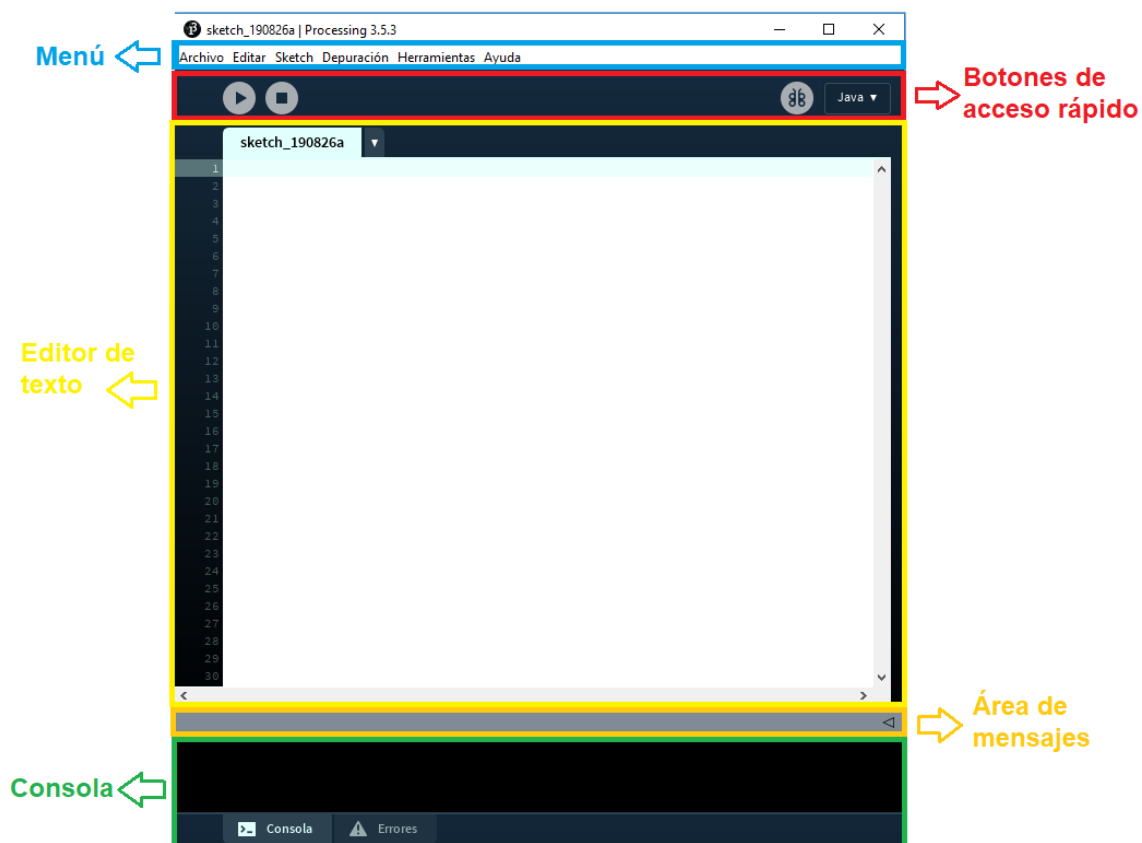 sketch_190826a | Processing 3.5.3
Menú
Archivo Editar Sketch Depuración Herramientas Ayuda
Botones de
acceso rápido
Java ▾
sketch_190826a ▾
1
2
3
4
5
6
7
8
9
10
11
12
13
14
15
16
17
18
19
20
21
22
23
24
25
26
27
28
29
30
Editor de
texto
Área de
mensajes
Consola
Consola
Errores